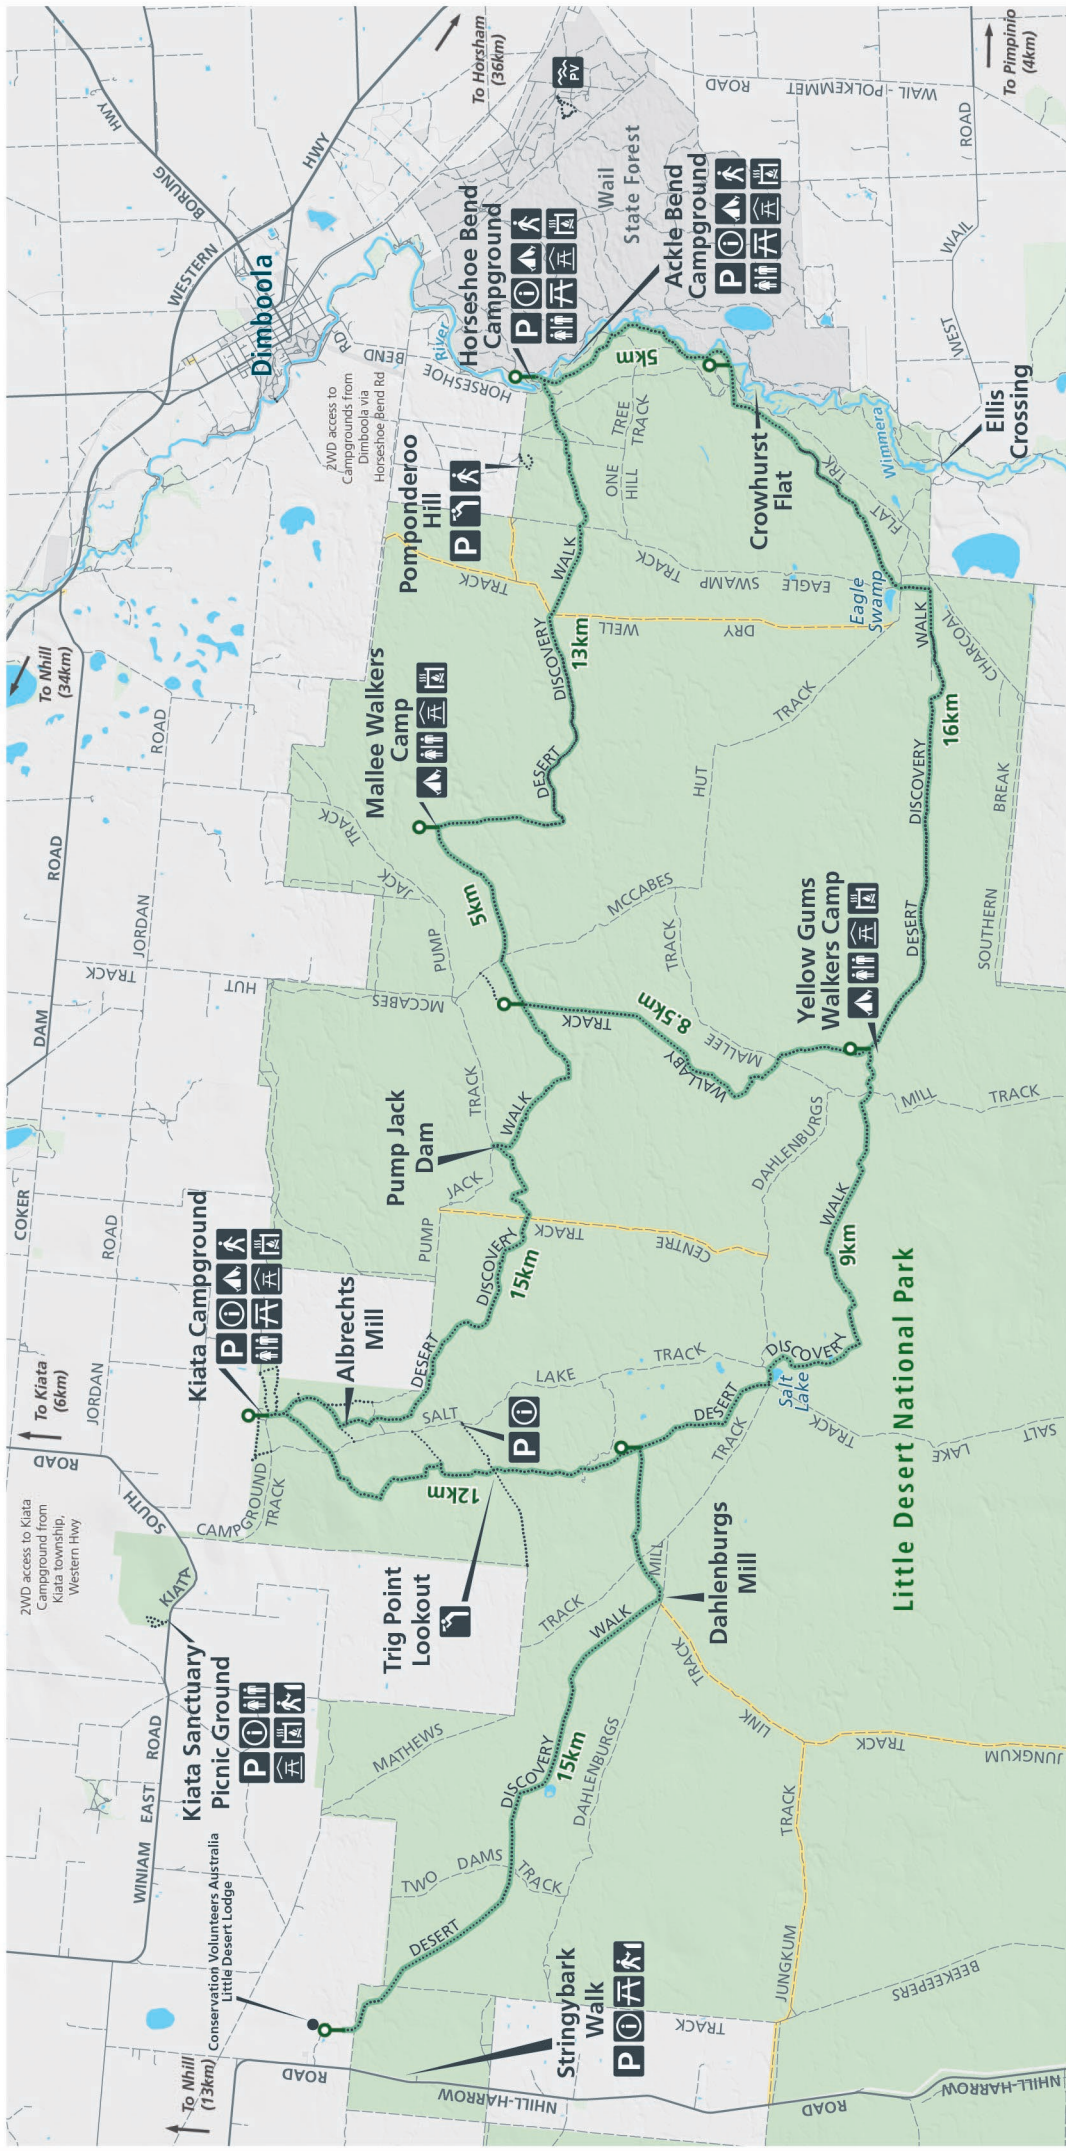 To Nhill
(13km)
ROAD
NHILL-HARROW
ROAD
NHILL-HARROW
Conservation Volunteers Australia
Little Desert Lodge
Stringybark
Walk
P
TRACK
WINIAM
EAST
ROAD
Kiata Sanctuary
Picnic Ground
P
KIATA
SOUTH
ROAD
2WD access to Kiata
Campground from
Kiata township,
Western Hwy
To Kiata
(6km)
JORDAN
ROAD
COKER
DAM
ROAD
JORDAN
ROAD
Kiata Campground
P
CAMPGROUND
TRACK
Albrechts
Mill
Trig Point
Lookout
P
12km
SALT
LAKE
TRACK
MATHEWS
TRACK
TWO
DAMS
TRACK
DESERT
DISCOVERY
WALK
15km
DAHLENBURGS
MILL
TRACK
Dahlenburgs
Mill
TRACK
LINK
TRACK
JUNGKUM
JUNGKUM
TRACK
BEEKEEPERS
Little Desert National Park
DESERT
DISCOVERY
WALK
9km
Salt
Lake
SALT
LAKE
TRACK
DESERT
DISCOVERY
WALK
15km
PUMP
JACK
TRACK
Pump Jack
Dam
CENTRE
TRACK
DAHLENBURGS
MILL
TRACK
HUT
TRACK
MCCABES
PUMP
JACK
TRACK
5km
Mallee Walkers
Camp
TRACK
WALLABY
8.5km
MALLEE
TRACK
MCCABES
HUT
TRACK
Yellow Gums
Walkers Camp
DESERT
DISCOVERY
WALK
16km
SOUTHERN
BREAK
CHARCOAL
DESERT
DISCOVERY
WALK
13km
TRACK
DRY
WELL
EAGLE
SWAMP
TRACK
Eagle
Swamp
Pomponderoo
Hill
P
ONE
TREE
HILL
TRACK
To Nhill
(34km)
WESTERN
HWY
BORUNG
HWY
Dimboola
2WD access to
Campgrounds from
Dimboola via
Horseshoe Bend Rd
HORSESHOE
BEND
RD
River
Horseshoe Bend
Campground
P
5km
Wail
State Forest
Ackle Bend
Campground
P
PV
Crowhurst
Flat
FLAT
TRK
Wimmera
Ellis
Crossing
WEST
WAIL
ROAD
WAIL - POLKEMMET
ROAD
To Horsham
(36km)
To Pimpinio
(4km)